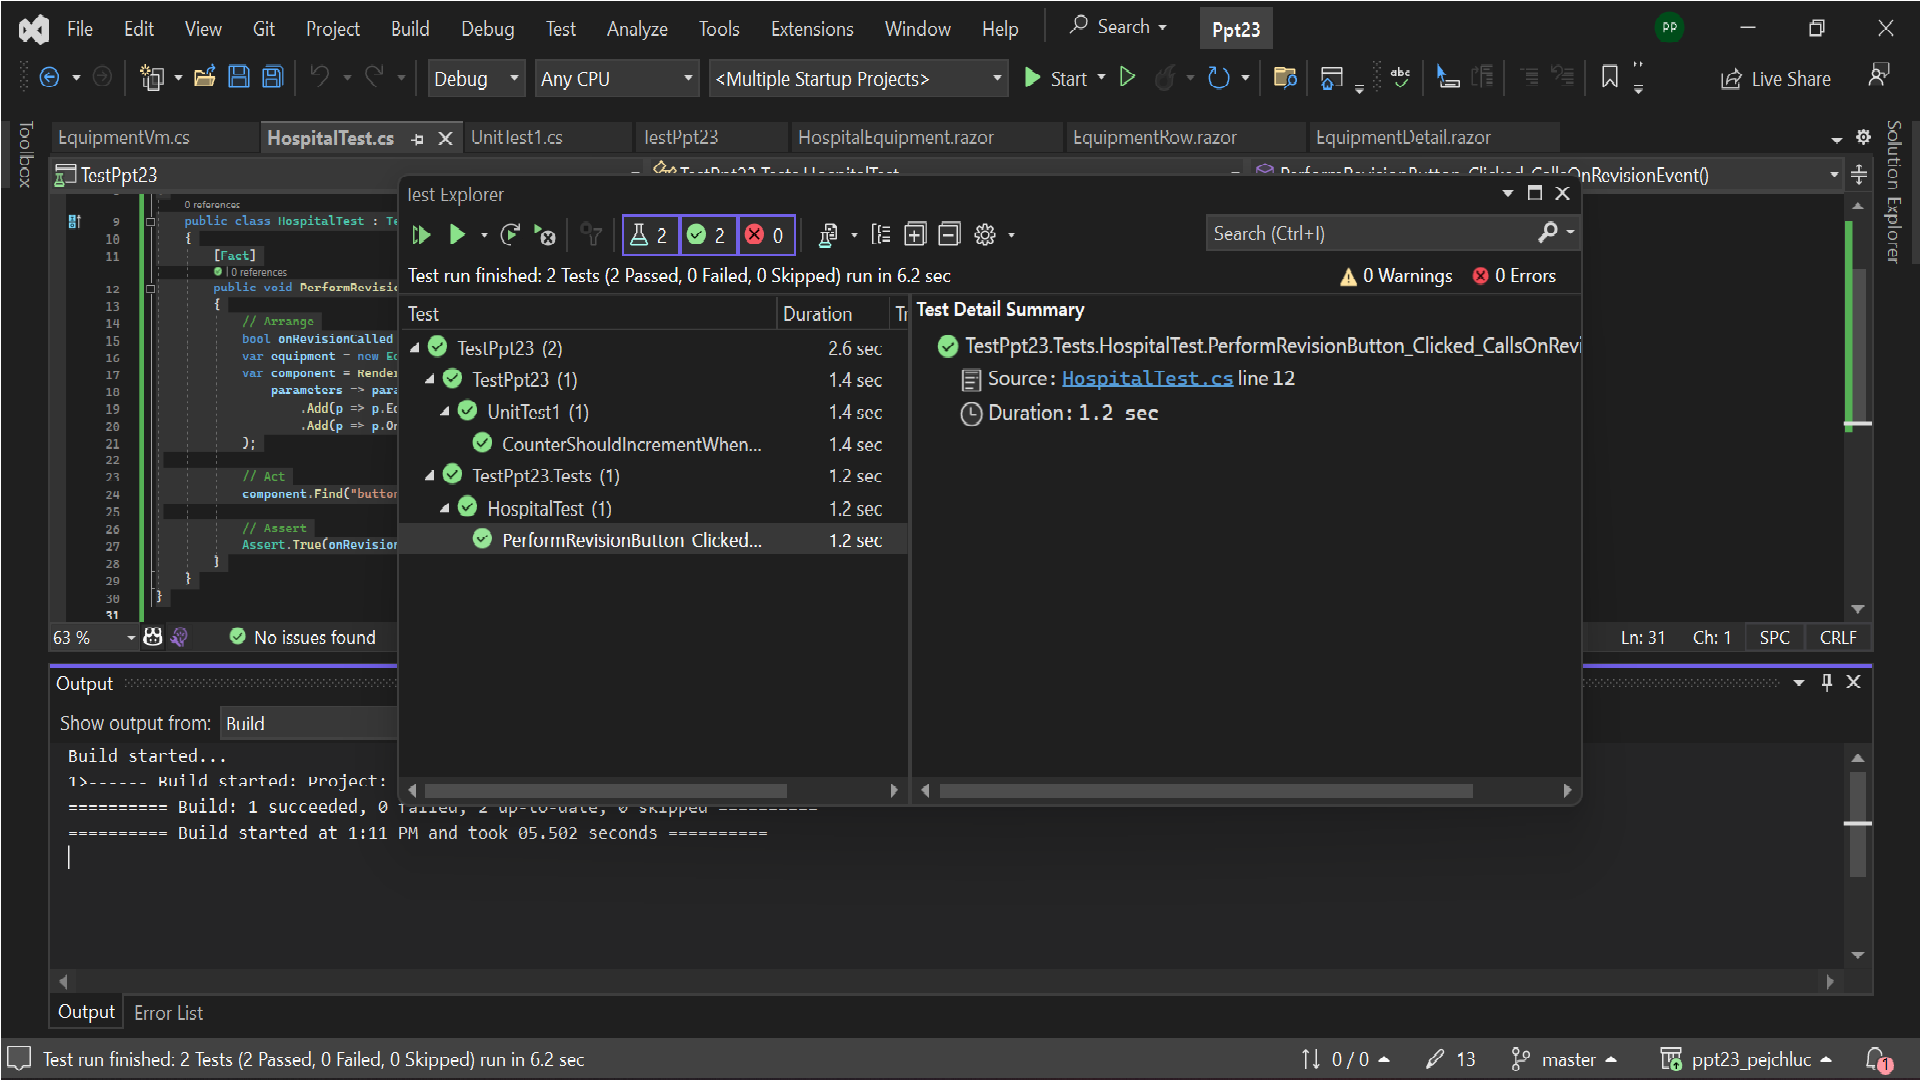 File Edit View Git Project Build Debug Test Analyze Tools Extensions Window Help Search Ppt23 PP
Debug Any CPU <Multiple Startup Projects> Start Live Share
Toolbox
EquipmentVm.cs HospitalTest.cs UnitTest1.cs TestPpt23 HospitalEquipment.razor EquipmentRow.razor EquipmentDetail.razor
Solution Explorer
TestPpt23 TestPpt23.Tests.HospitalTest PerformRevisionButton_Clicked_CallsOnRevisionEvent()
0 references
9 public class HospitalTest : Te
10 {
11 [Fact]
| 0 references
12 public void PerformRevisio
13 {
14 // Arrange
15 bool onRevisionCalled
16 var equipment = new Eq
17 var component = Render
18 parameters => para
19 .Add(p => p.Eq
20 .Add(p => p.On
21 );
22
23 // Act
24 component.Find("button
25
26 // Assert
27 Assert.True(onRevision
28 }
29 }
30 }
31
63 % No issues found Ln: 31 Ch: 1 SPC CRLF
Test Explorer
2 2 0
Search (Ctrl+I)
Test run finished: 2 Tests (2 Passed, 0 Failed, 0 Skipped) run in 6.2 sec 0 Warnings 0 Errors
Test Duration Tr
TestPpt23 (2) 2.6 sec
TestPpt23 (1) 1.4 sec
UnitTest1 (1) 1.4 sec
CounterShouldIncrementWhen... 1.4 sec
TestPpt23.Tests (1) 1.2 sec
HospitalTest (1) 1.2 sec
PerformRevisionButton_Clicked... 1.2 sec
Test Detail Summary
TestPpt23.Tests.HospitalTest.PerformRevisionButton_Clicked_CallsOnRevi
Source: HospitalTest.cs line 12
Duration: 1.2 sec
Output
Show output from: Build
Build started...
1>------ Build started: Project:
========== Build: 1 succeeded, 0 failed, 2 up-to-date, 0 skipped ==========
========== Build started at 1:11 PM and took 05.502 seconds ==========
Output Error List
Test run finished: 2 Tests (2 Passed, 0 Failed, 0 Skipped) run in 6.2 sec 0 / 0 13 master ppt23_pejchluc 1